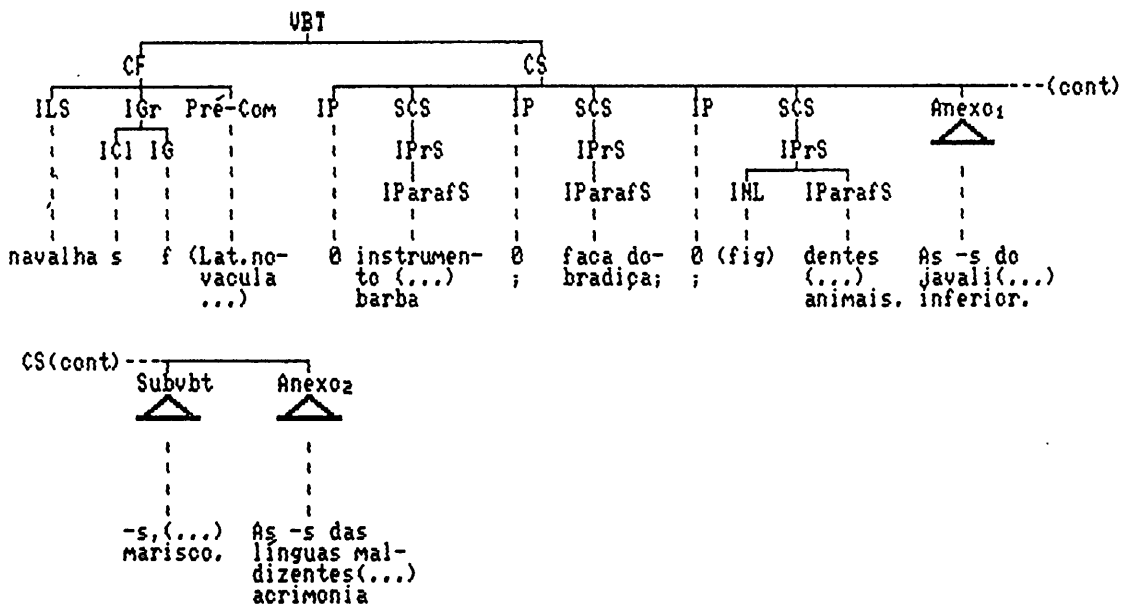 VBT
CF CS
---(cont)
ILS IGr Pré-Com IP SCS IP SCS IP SCS Anexo1
ICl IG IPrS IPrS IPrS
IParafS IParafS INL IParafS
navalha s f (Lat.no- 0 instrumen- 0 faca do- 0 (fig) dentes As -s do
vacula ; to (...) ; bradiça; ; (...) javali(...)
...) barba animais. inferior.
CS(cont)---
Subvbt Anexo2
-s,(...) As -s das
marisco. línguas mal-
dizentes(...)
acrimonia